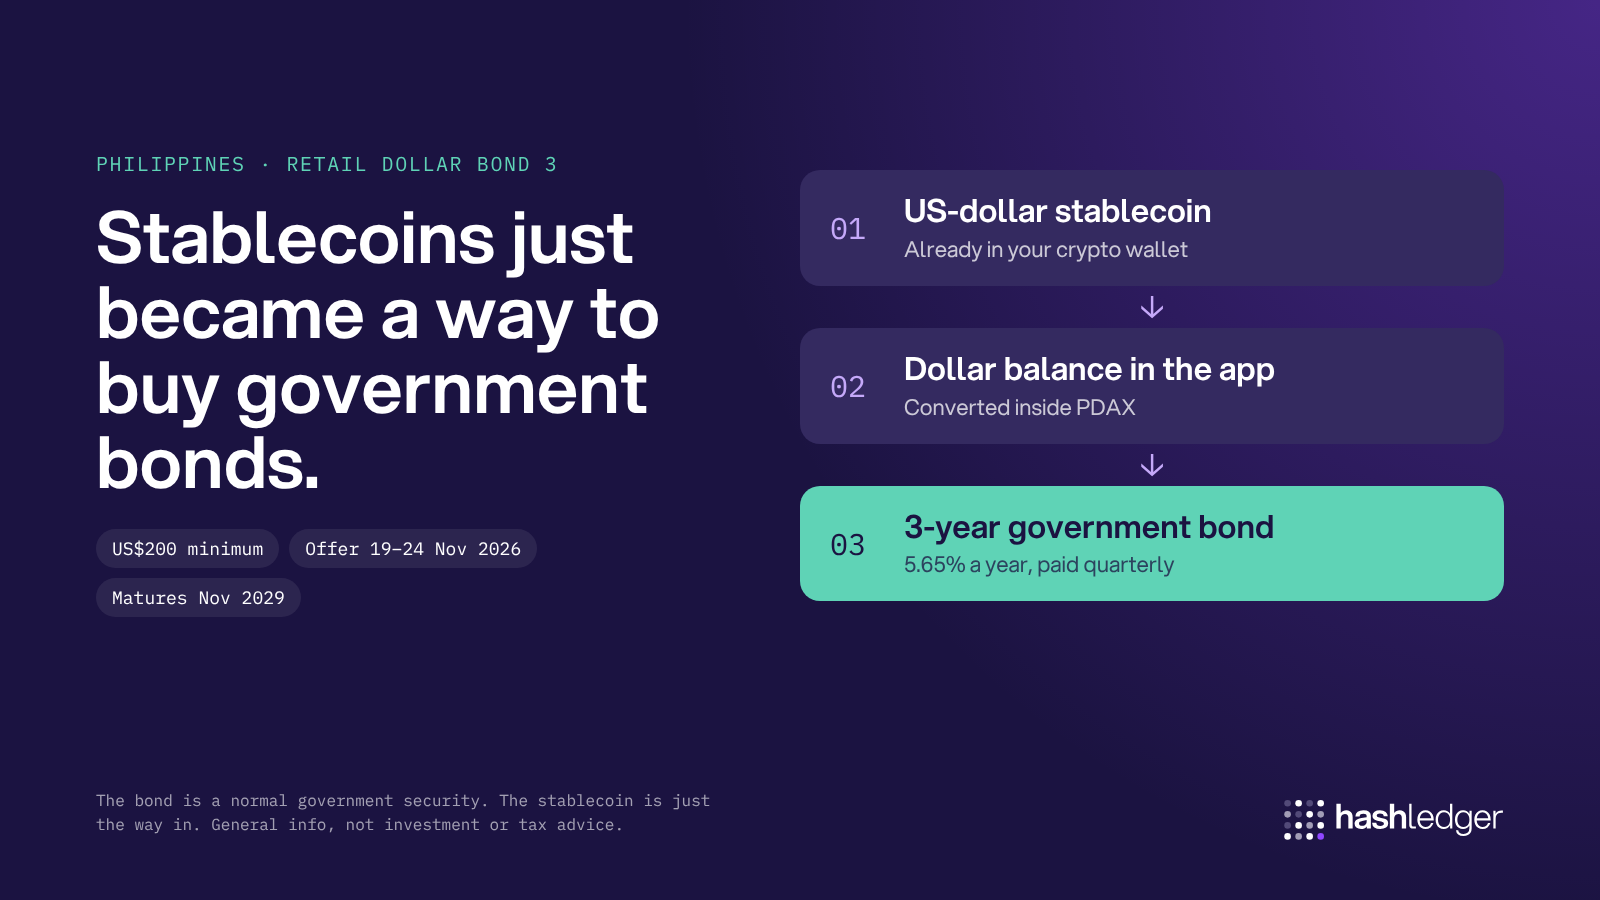 PHILIPPINES · RETAIL DOLLAR BOND 3
Stablecoins just
became a way to
buy government
bonds.
US$200 minimum
Offer 19–24 Nov 2026
Matures Nov 2029
01
US-dollar stablecoin
Already in your crypto wallet
↓
02
Dollar balance in the app
Converted inside PDAX
↓
03
3-year government bond
5.65% a year, paid quarterly
The bond is a normal government security. The stablecoin is just
the way in. General info, not investment or tax advice.
hashledger